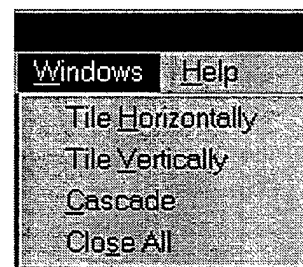 Windows Help
Tile Horizontally
Tile Vertically
Cascade
Close All